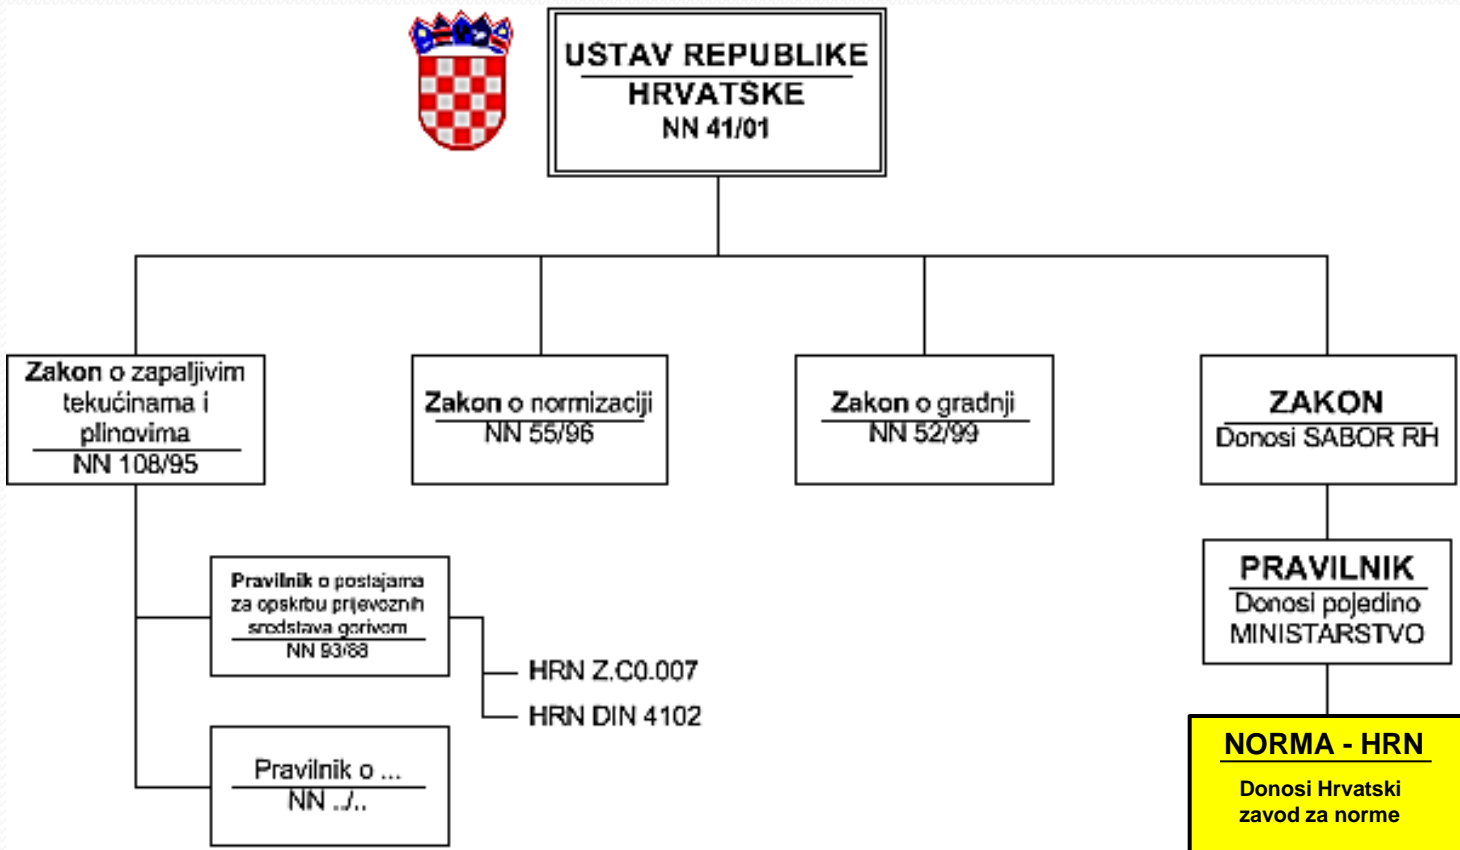 USTAV REPUBLIKE
HRVATSKE
NN 41/01
Zakon o zapaljivim
tekućinama i
plinovima
NN 108/95
Zakon o normizaciji
NN 55/96
Zakon o gradnji
NN 52/99
ZAKON
Donosi SABOR RH
Pravilnik o postajama
za opskrbu prijevoznih
sredstava gorivom
NN 93/88
HRN Z.C0.007
HRN DIN 4102
Pravilnik o ...
NN ../..
PRAVILNIK
Donosi pojedino
MINISTARSTVO
NORMA - HRN
Donosi Hrvatski
zavod za norme